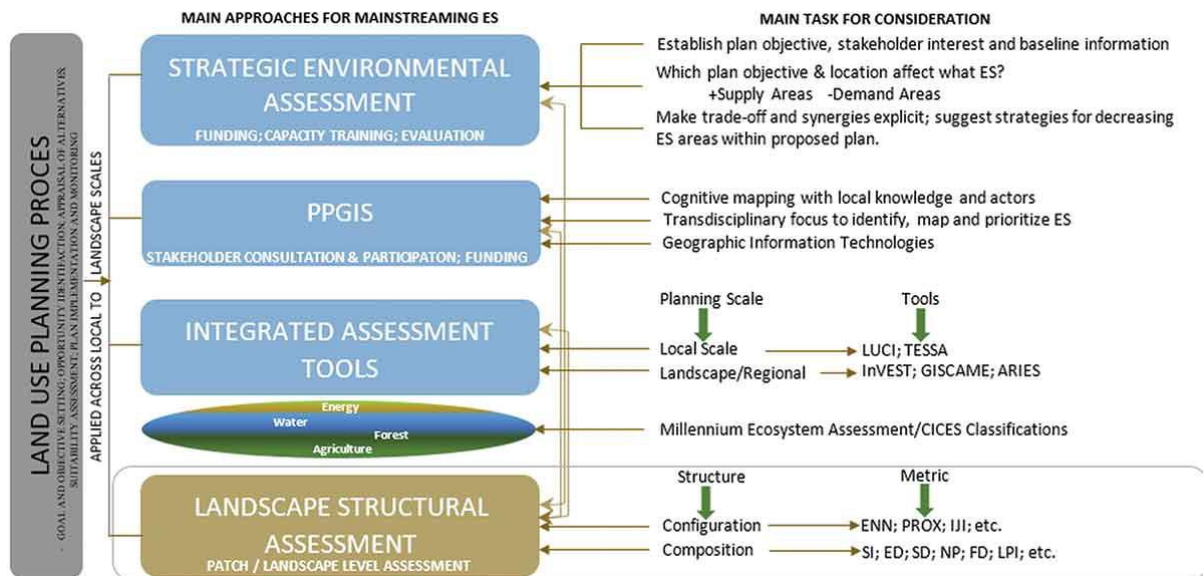 MAIN APPROACHES FOR MAINSTREAMING ES
MAIN TASK FOR CONSIDERATION
LAND USE PLANNING PROCES
- GOAL AND OBJECTIVE SETTING; OPPORTUNITY IDENTIFACTION; APPRAISAL OF ALTERNATIVES
SUITABILITY ASSESSMENT; PLAN IMPLEMENTATION AND MONITORING
APPLIED ACROSS LOCAL TO LANDSCAPE SCALES
STRATEGIC ENVIRONMENTAL
ASSESSMENT
FUNDING; CAPACITY TRAINING; EVALUATION
Establish plan objective, stakeholder interest and baseline information
Which plan objective & location affect what ES?
+Supply Areas -Demand Areas
Make trade-off and synergies explicit; suggest strategies for decreasing
ES areas within proposed plan.
PPGIS
STAKEHOLDER CONSULTATION & PARTICIPATON; FUNDING
Cognitive mapping with local knowledge and actors
Transdisciplinary focus to identify, map and prioritize ES
Geographic Information Technologies
INTEGRATED ASSESSMENT
TOOLS
Planning Scale Tools
Local Scale LUCI; TESSA
Landscape/Regional InVEST; GISCAME; ARIES
Energy
Water
Forest
Agriculture
Millennium Ecosystem Assessment/CICES Classifications
LANDSCAPE STRUCTURAL
ASSESSMENT
PATCH / LANDSCAPE LEVEL ASSESSMENT
Structure Metric
Configuration ENN; PROX; IJI; etc.
Composition SI; ED; SD; NP; FD; LPI; etc.